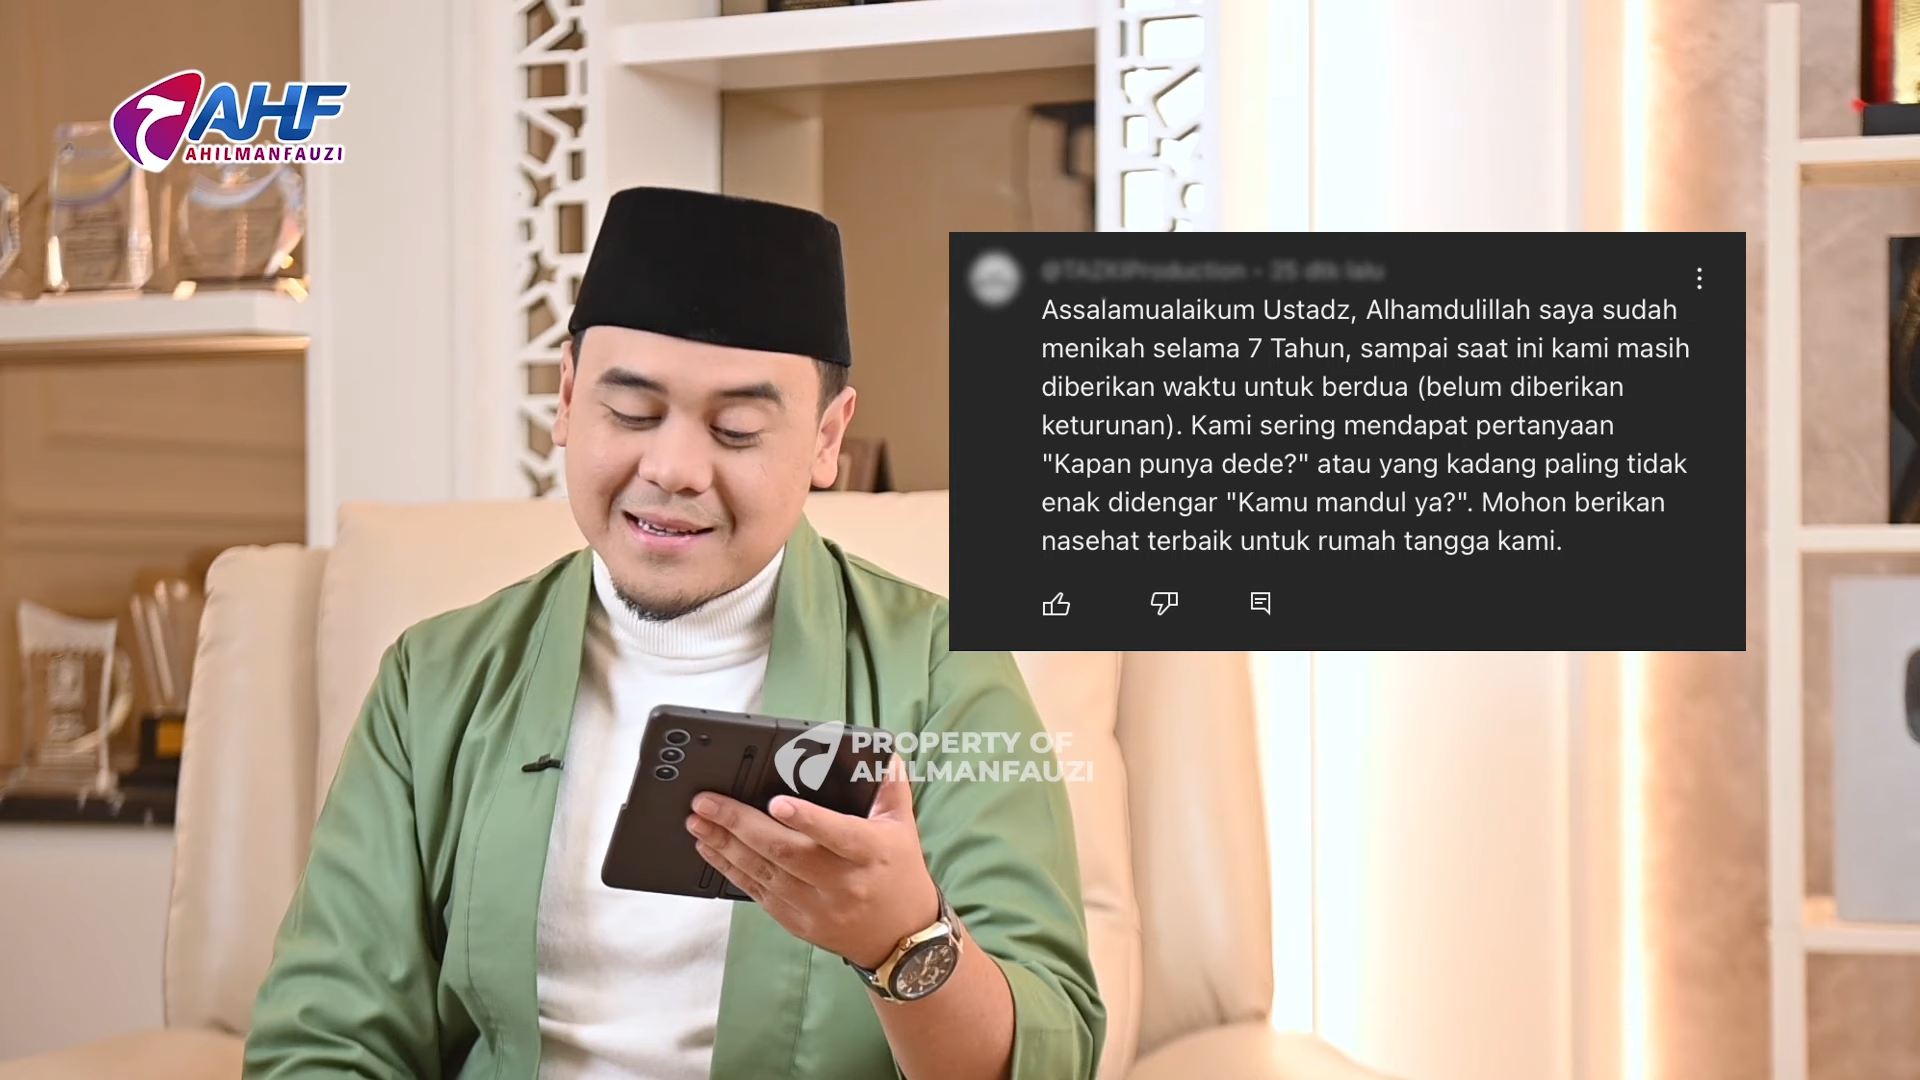 AHF
AHILMANFAUZI
Assalamualaikum Ustadz, Alhamdulillah saya sudah
menikah selama 7 Tahun, sampai saat ini kami masih
diberikan waktu untuk berdua (belum diberikan
keturunan). Kami sering mendapat pertanyaan
"Kapan punya dede?" atau yang kadang paling tidak
enak didengar "Kamu mandul ya?". Mohon berikan
nasehat terbaik untuk rumah tangga kami.
PROPERTY OF
AHILMANFAUZI